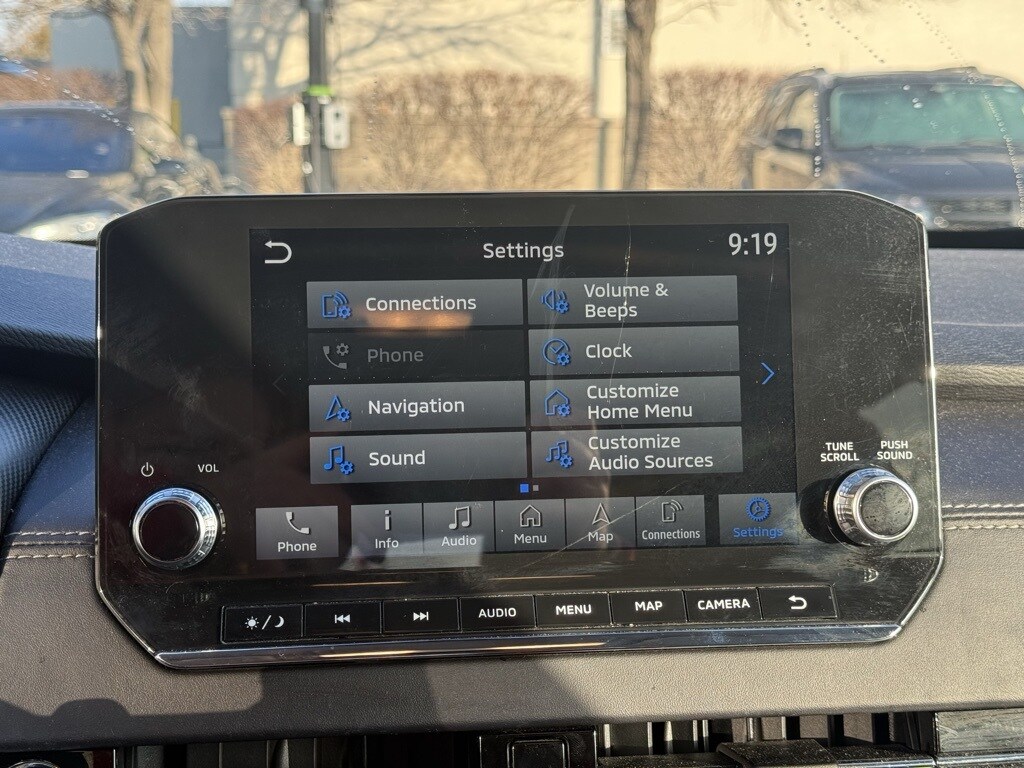 Settings
9:19
Connections
Volume &
Beeps
Phone
Clock
Navigation
Customize
Home Menu
Sound
Customize
Audio Sources
VOL
TUNE
SCROLL
PUSH
SOUND
Phone
Info
Audio
Menu
Map
Connections
Settings
AUDIO
MENU
MAP
CAMERA